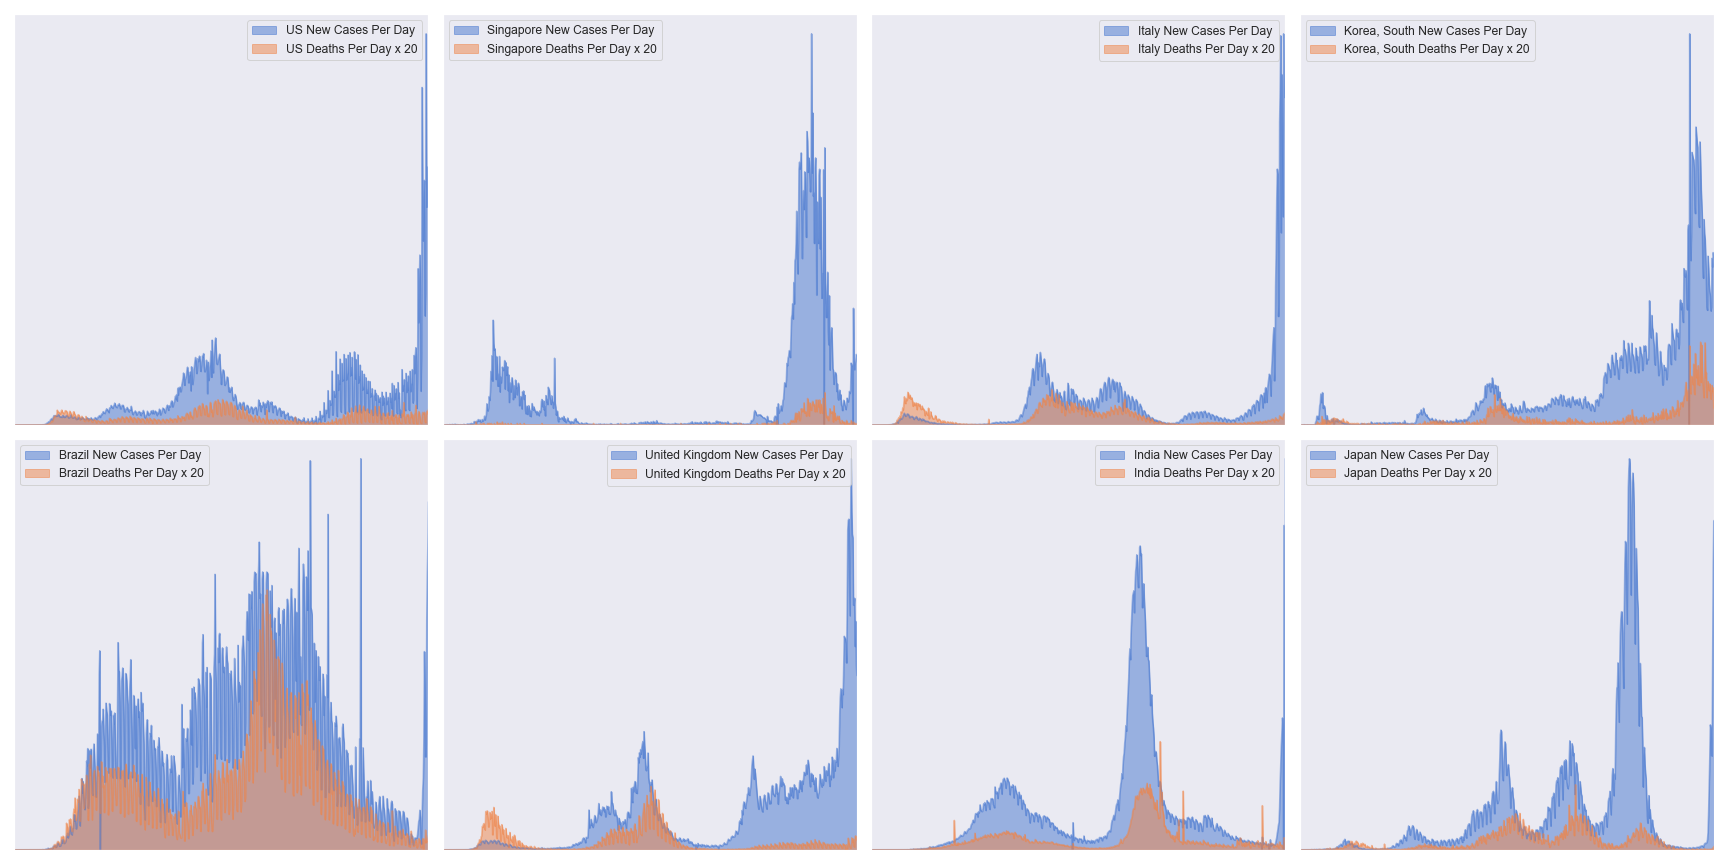 US New Cases Per Day
US Deaths Per Day x 20
Singapore New Cases Per Day
Singapore Deaths Per Day x 20
Italy New Cases Per Day
Italy Deaths Per Day x 20
Korea, South New Cases Per Day
Korea, South Deaths Per Day x 20
Brazil New Cases Per Day
Brazil Deaths Per Day x 20
United Kingdom New Cases Per Day
United Kingdom Deaths Per Day x 20
India New Cases Per Day
India Deaths Per Day x 20
Japan New Cases Per Day
Japan Deaths Per Day x 20